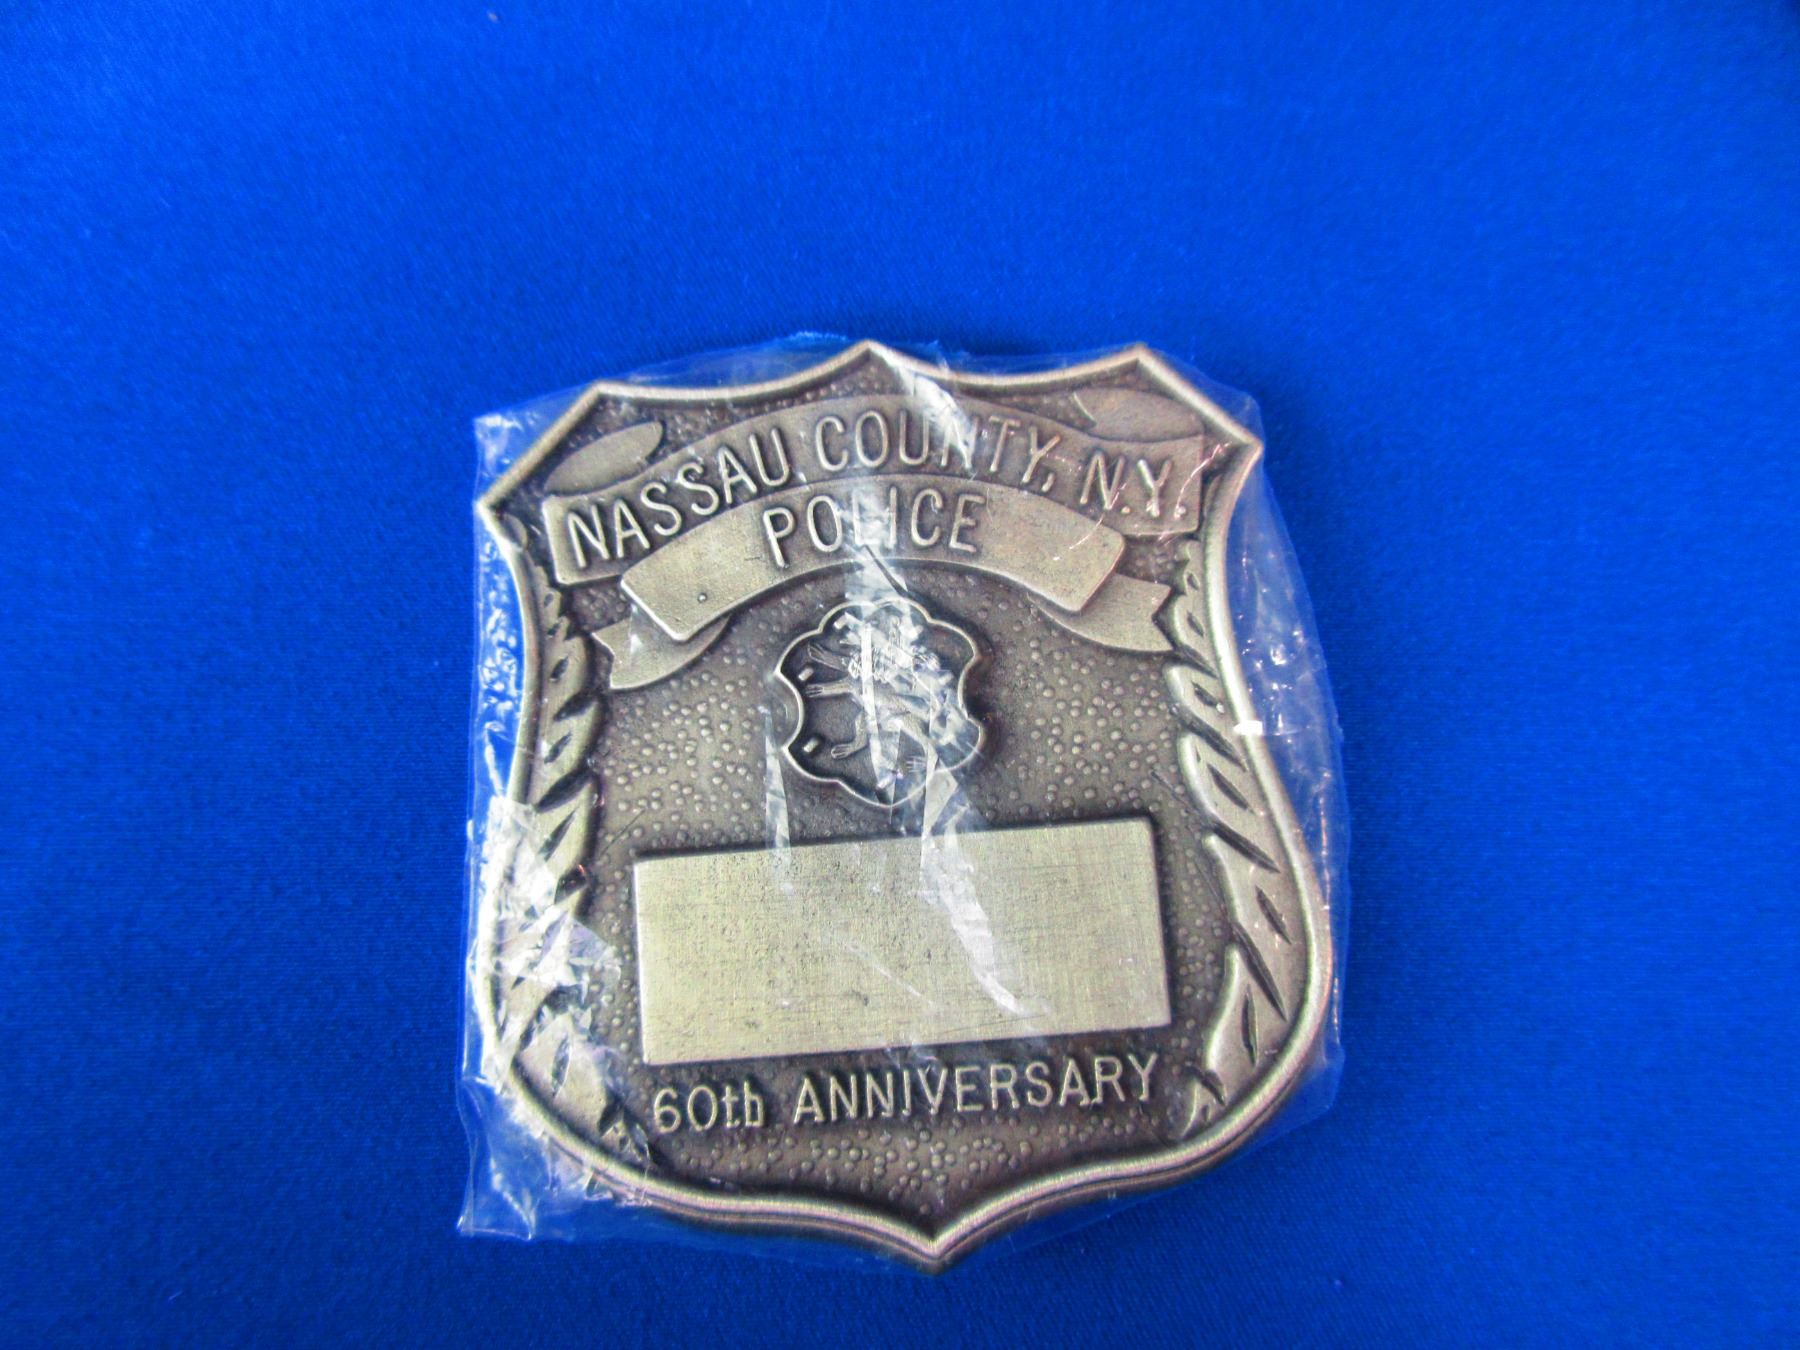 NASSAU COUNTY, N.Y.
POLICE
60th ANNIVERSARY